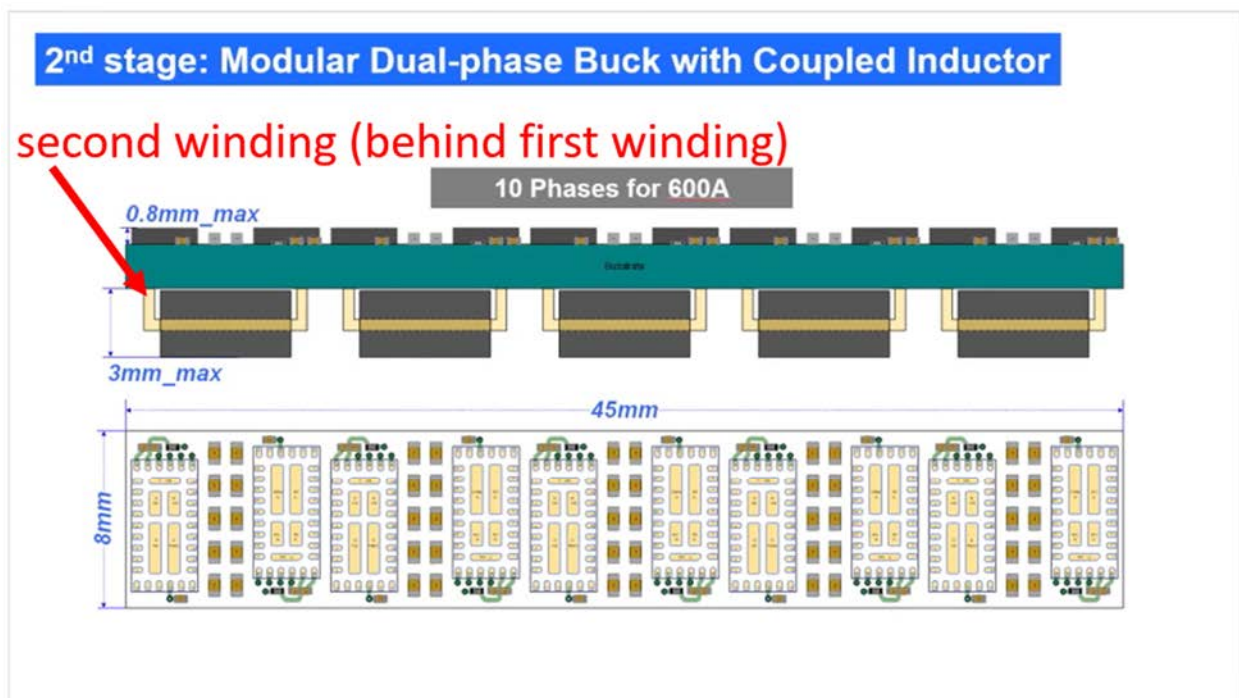 2nd stage: Modular Dual-phase Buck with Coupled Inductor
second winding (behind first winding)
10 Phases for 600A
0.8mm_max
Substrate
3mm_max
45mm
8mm